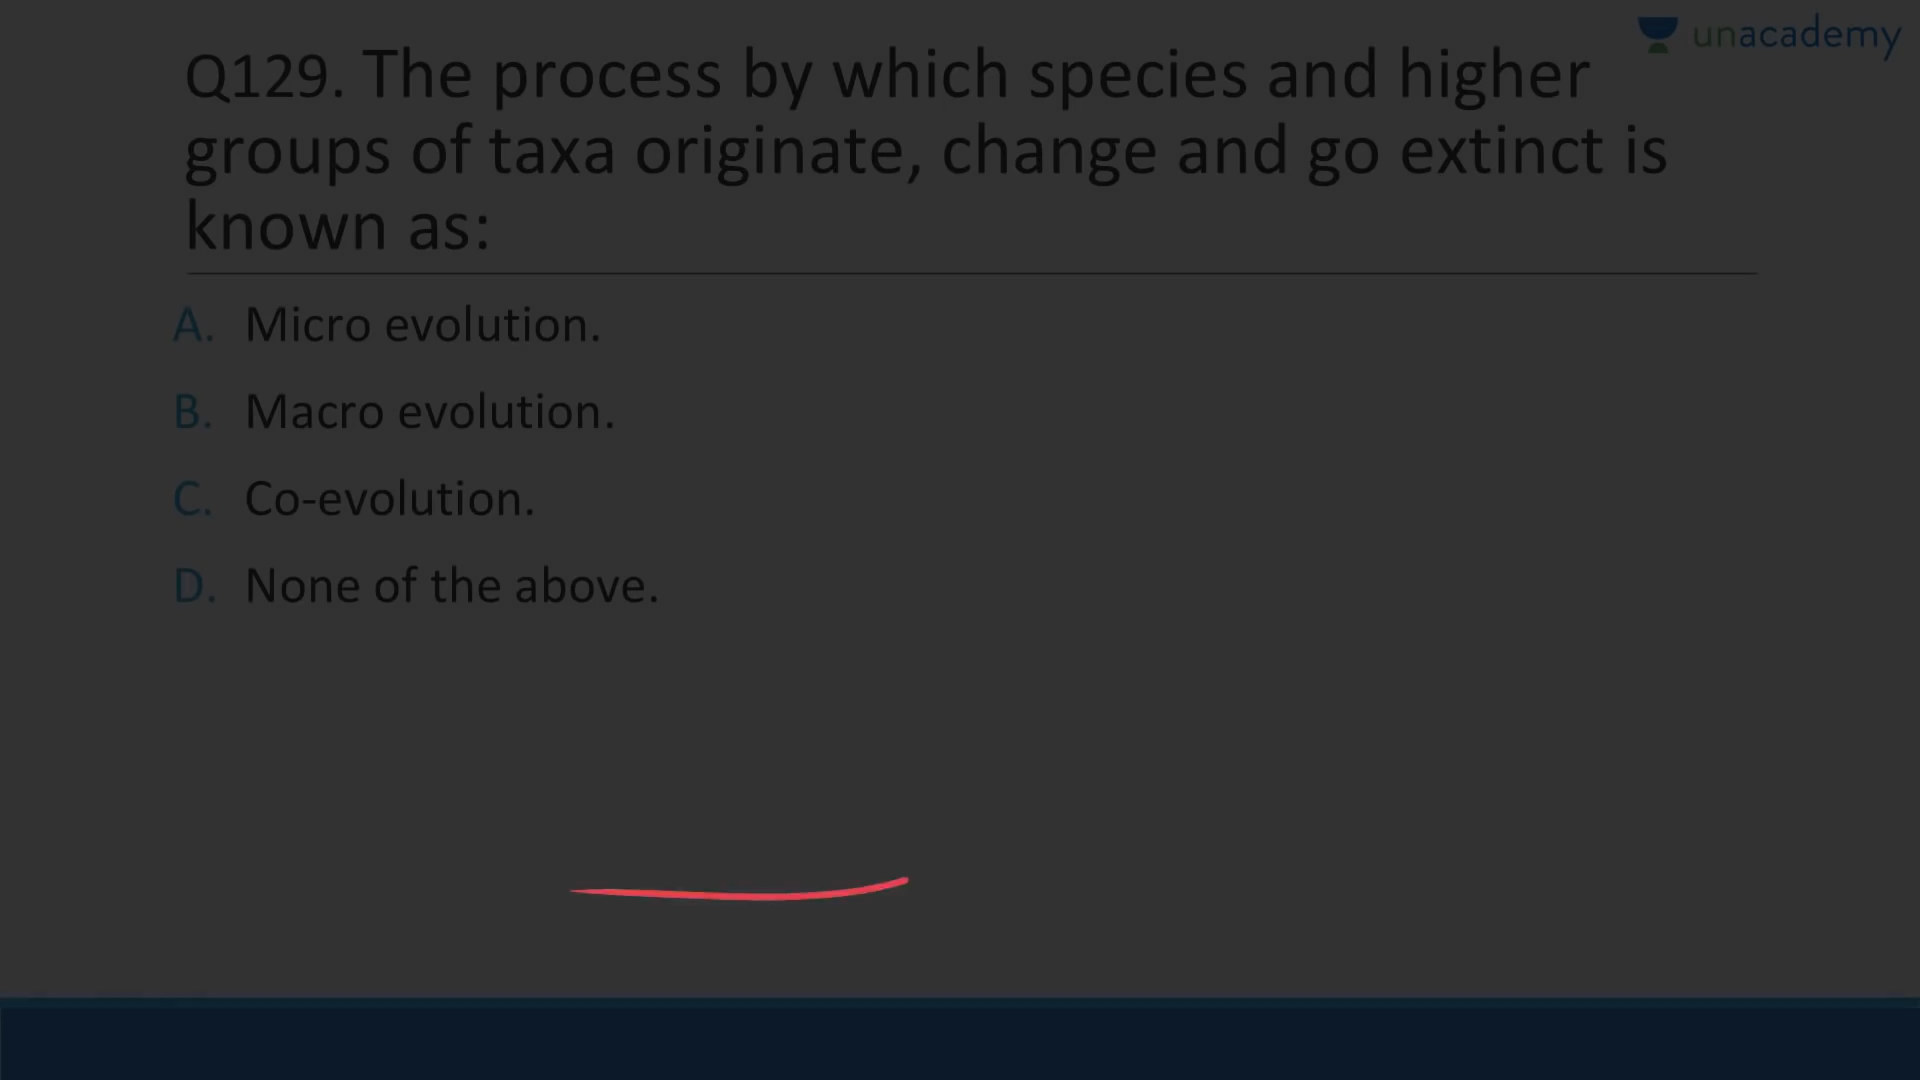 unacademy
Q129. The process by which species and higher
groups of taxa originate, change and go extinct is
known as:
A. Micro evolution.
B. Macro evolution.
C. Co-evolution.
D. None of the above.